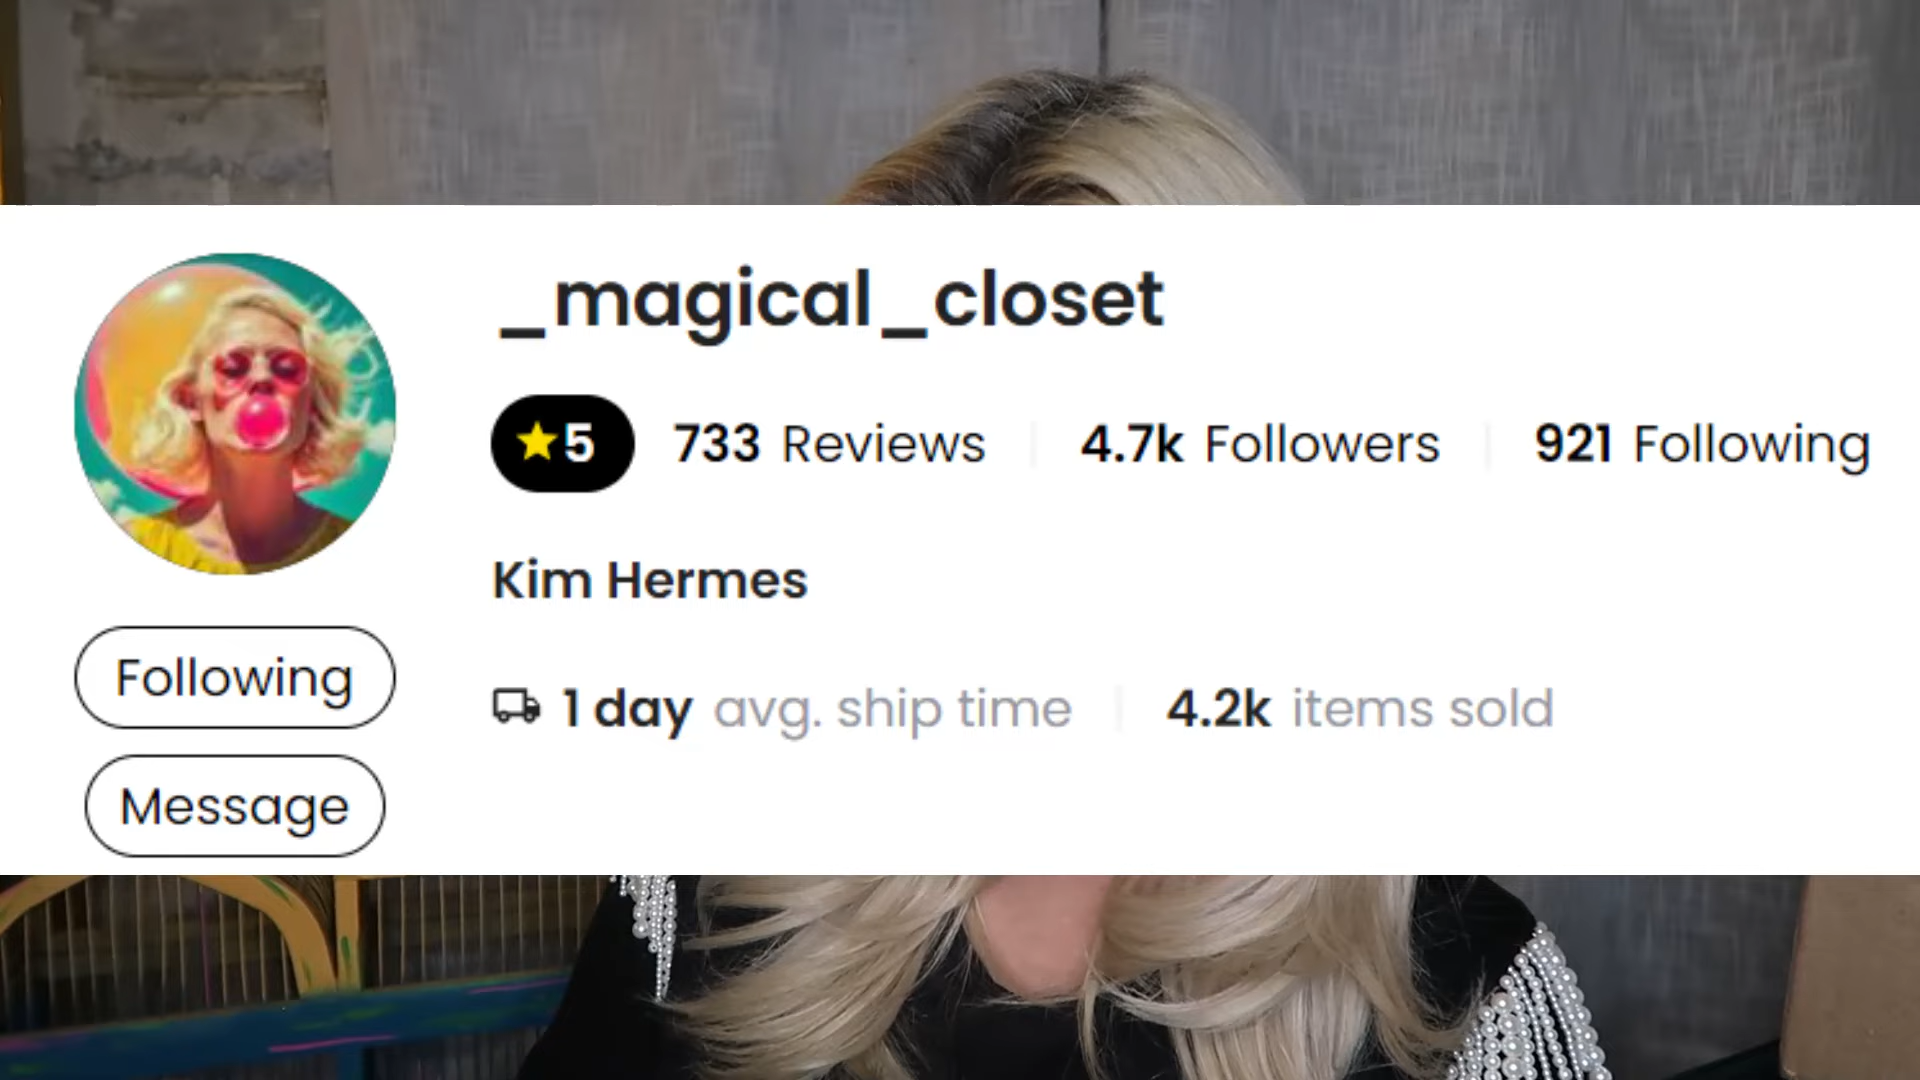 _magical_closet
★5 733 Reviews 4.7k Followers 921 Following
Kim Hermes
Following
1 day avg. ship time 4.2k items sold
Message